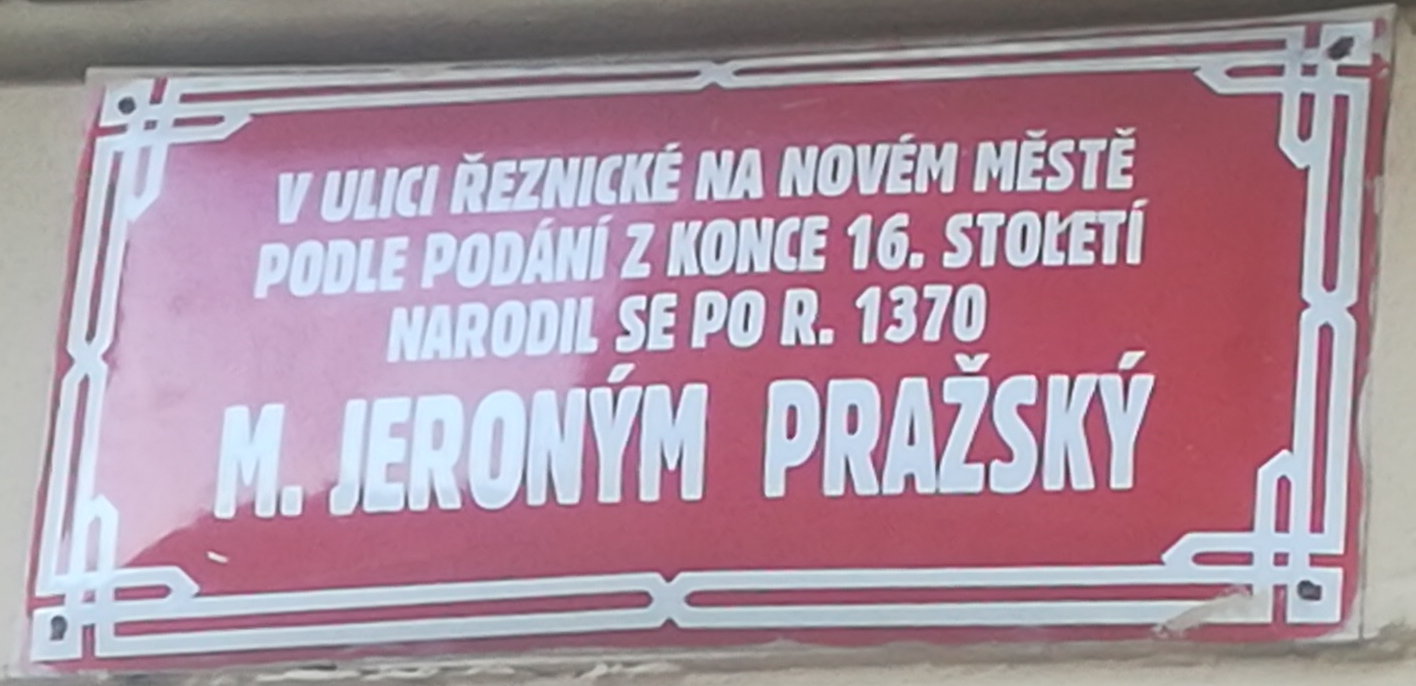 V ULICI ŘEZNICKÉ NA NOVÉM MĚSTĚ
PODLE PODÁNÍ Z KONCE 16. STOLETÍ
NARODIL SE PO R. 1370
M. JERONÝM PRAŽSKÝ